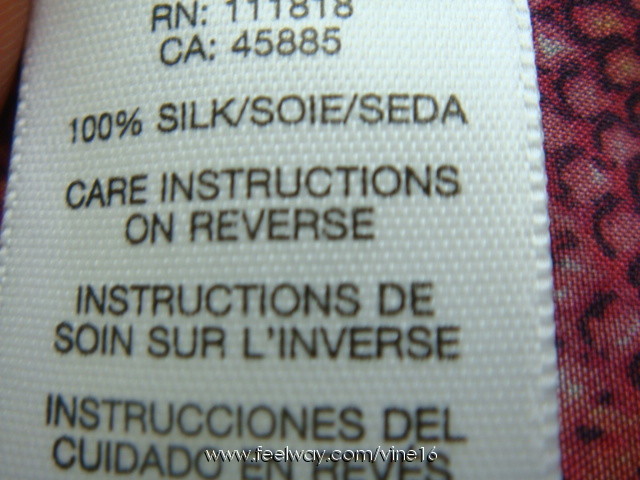 RN: 111818
CA: 45885
100% SILK/SOIE/SEDA
CARE INSTRUCTIONS
ON REVERSE
INSTRUCTIONS DE
SOIN SUR L'INVERSE
INSTRUCCIONES DEL
CUIDADO EN REVÉS
www.feelway.com/vine16